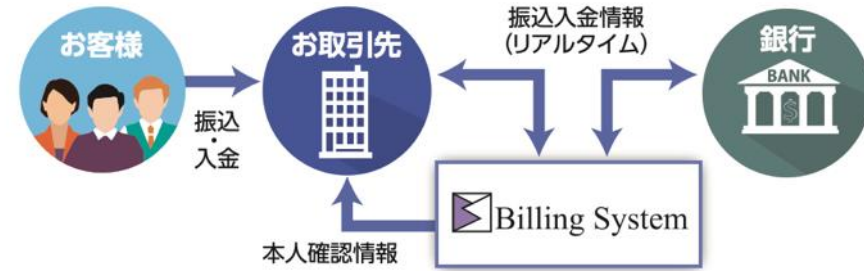 お客様
振込
・
入金
お取引先
振込入金情報
(リアルタイム)
銀行
BANK
$
Billing System
本人確認情報